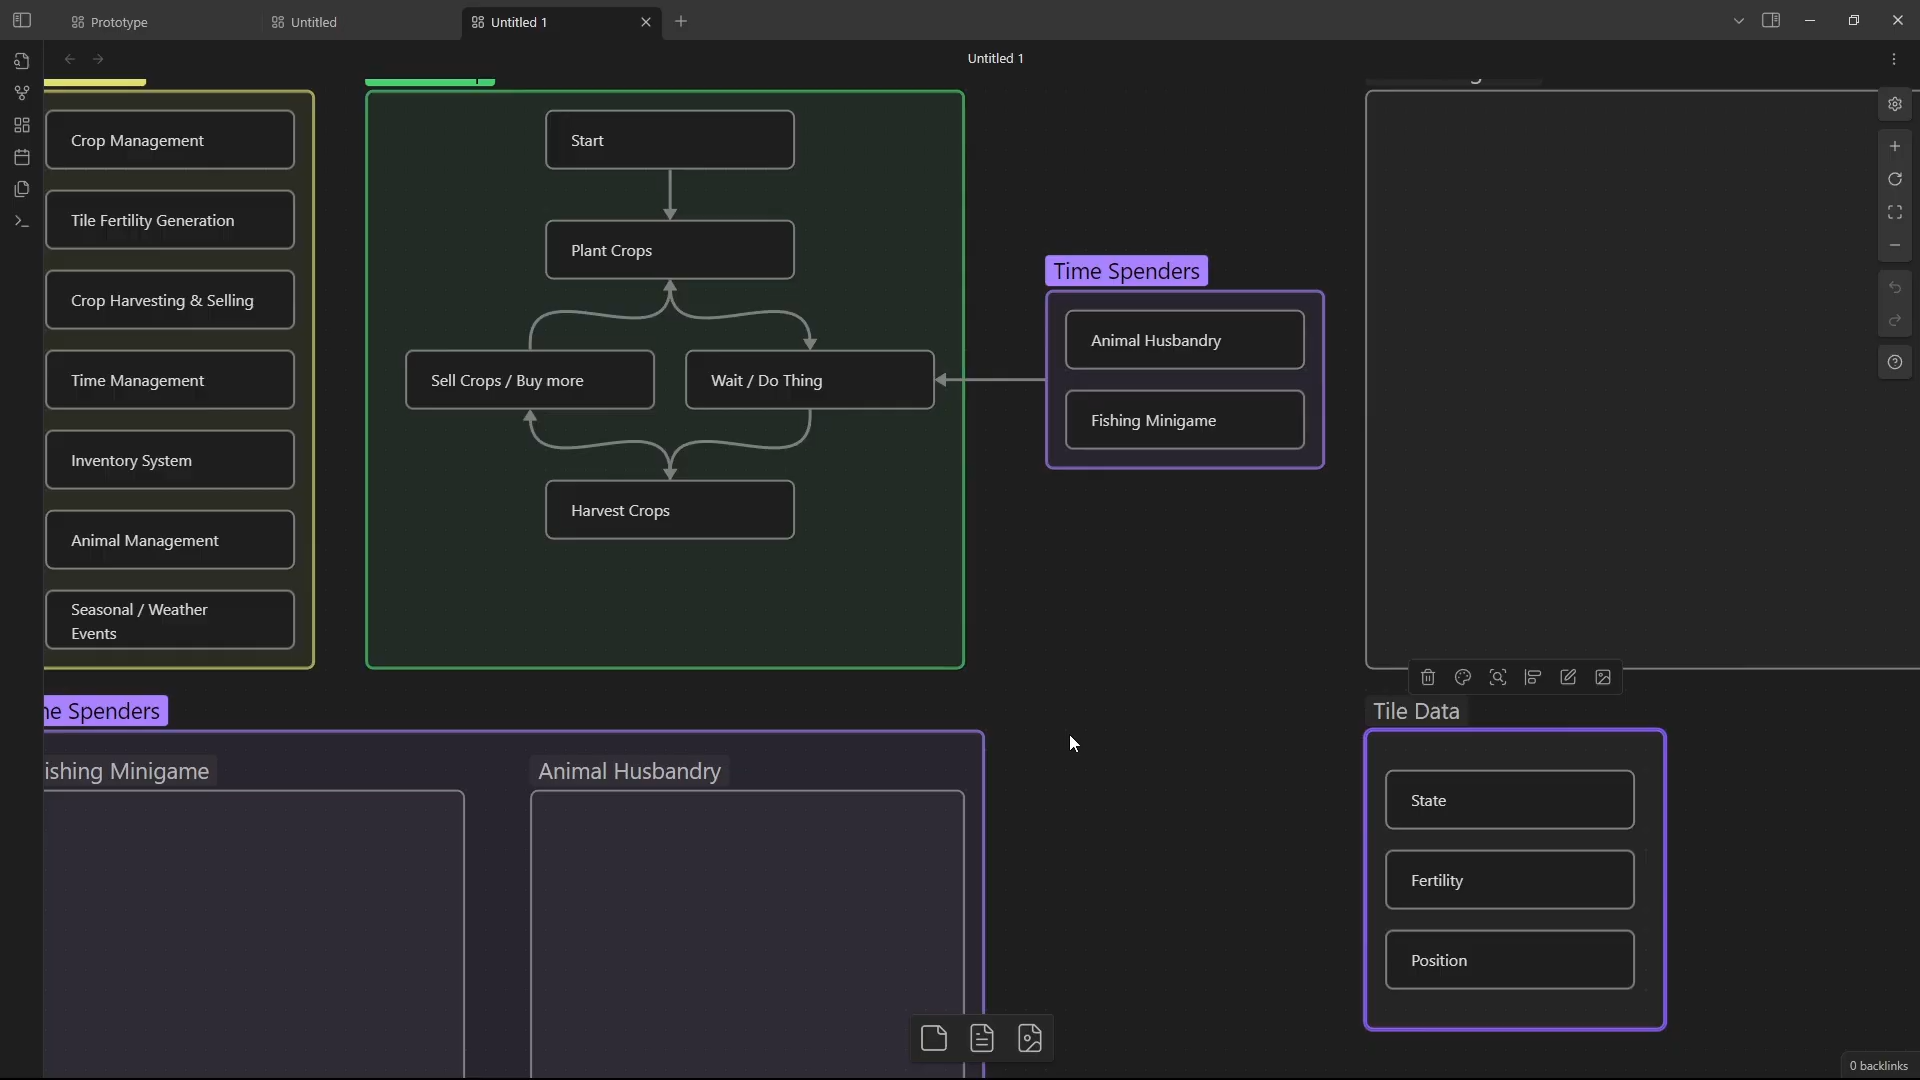 Prototype
Untitled
Untitled 1
Untitled 1
Crop Management
Tile Fertility Generation
Crop Harvesting & Selling
Time Management
Inventory System
Animal Management
Seasonal / Weather
Events
Start
Plant Crops
Sell Crops / Buy more
Wait / Do Thing
Harvest Crops
Time Spenders
Animal Husbandry
Fishing Minigame
ne Spenders
ishing Minigame
Animal Husbandry
Tile Data
State
Fertility
Position
0 backlinks